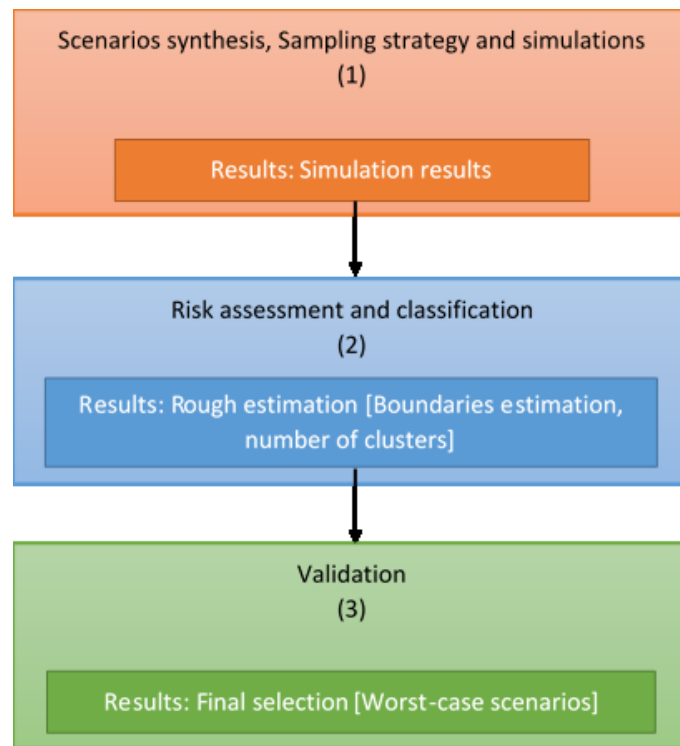 Scenarios synthesis, Sampling strategy and simulations
(1)
Results: Simulation results
Risk assessment and classification
(2)
Results: Rough estimation [Boundaries estimation,
number of clusters]
Validation
(3)
Results: Final selection [Worst-case scenarios]